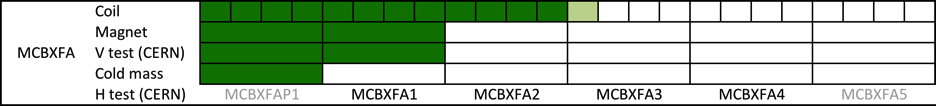 Coil
Magnet
MCBXFA V test (CERN)
Cold mass
H test (CERN) MCBXFAP1 MCBXFA1 MCBXFA2 MCBXFA3 MCBXFA4 MCBXFA5